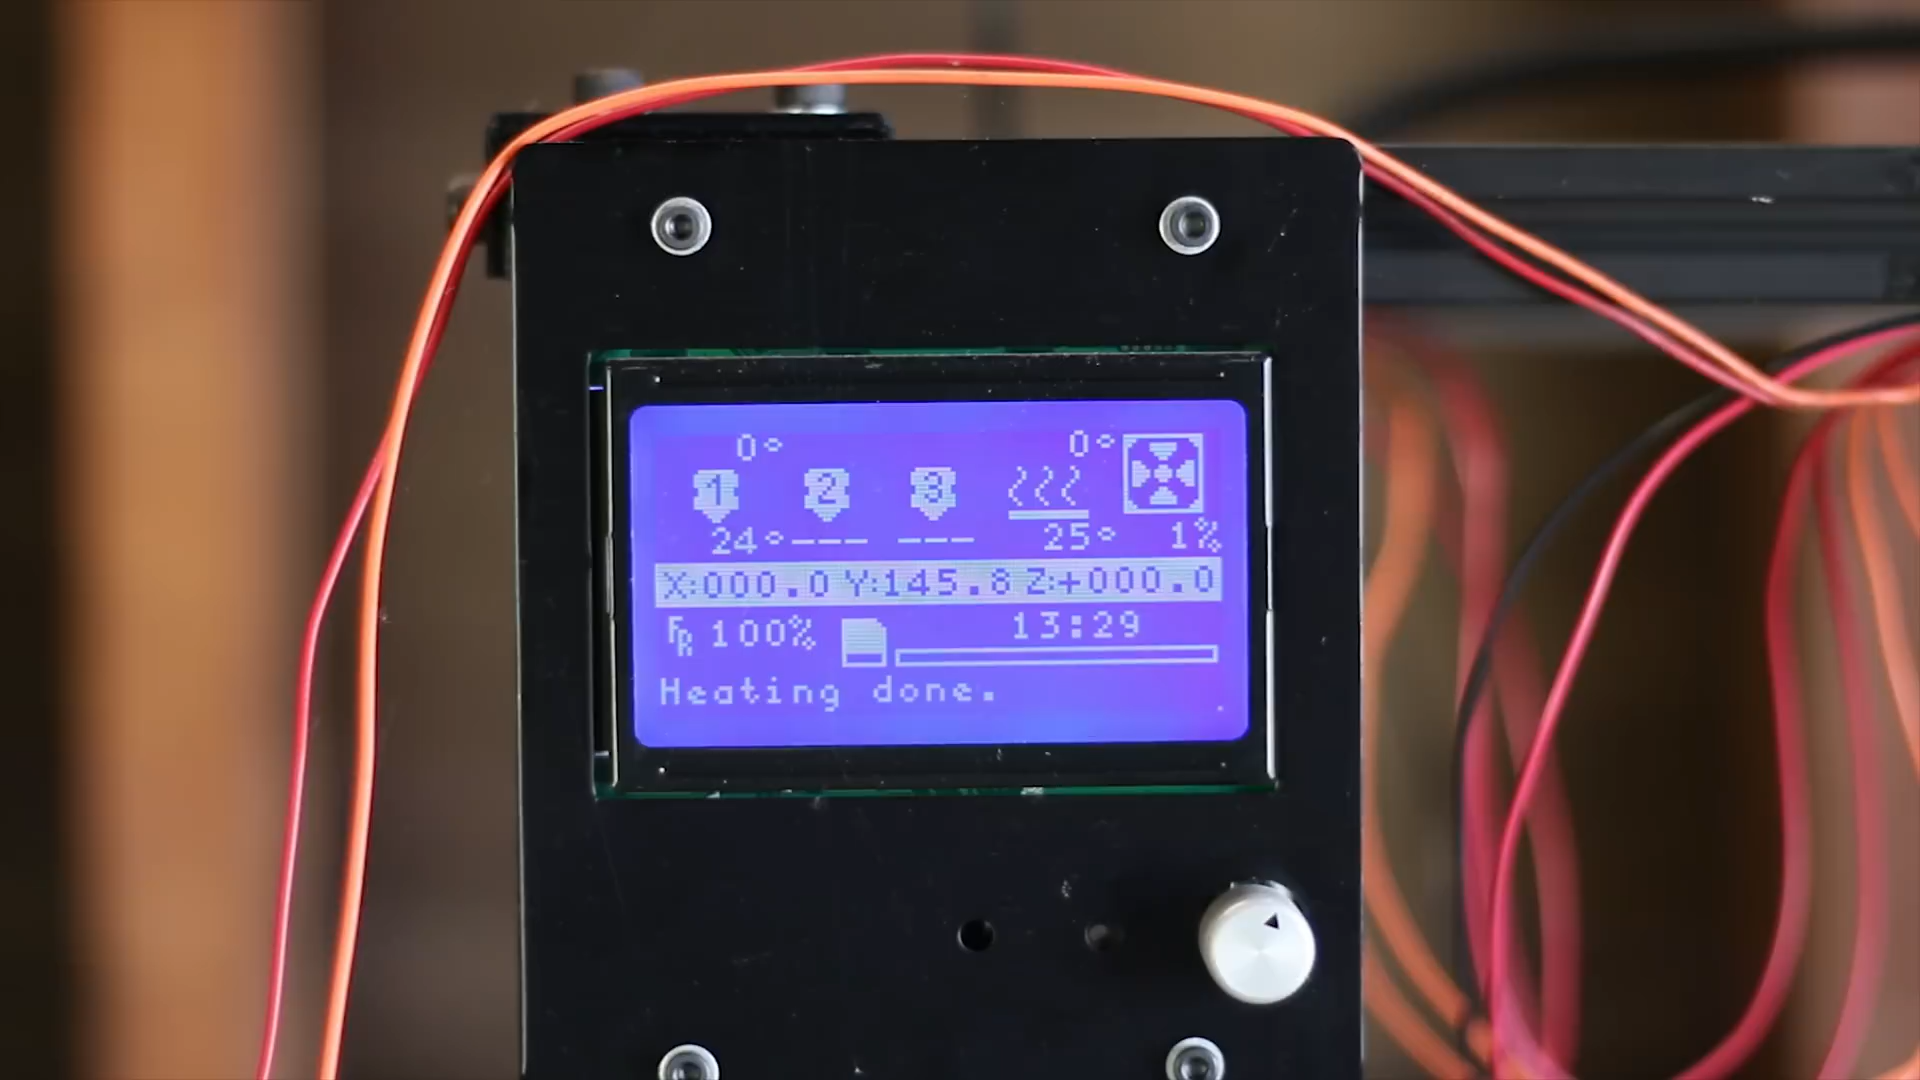 0° 0°
1 2 3
24° --- --- 25° 1%
X:000.0 Y:145.8 Z:+000.0
FR 100% 13:29
Heating done.